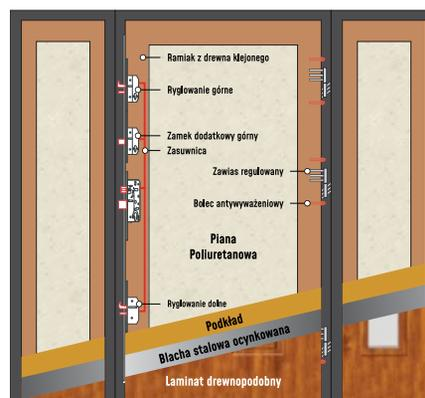 Ramiak z drewna klejonego
Ryglowanie górne
Zamek dodatkowy górny
Zasuwnica
Zawias regulowany
Bolec antywyważeniowy
Piana
Poliuretanowa
Ryglowanie dolne
Podkład
Blacha stalowa ocynkowana
Laminat drewnopodobny